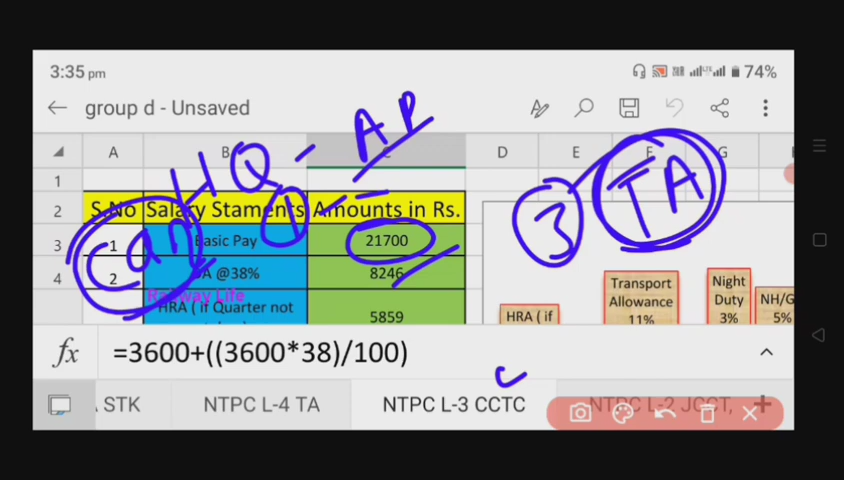 3:35 pm 74%
group d - Unsaved
A B C D E F G
HQ - AP
D - -
can
3 TA
1
2 S.No Salary Staments Amounts in Rs.
3 1 Basic Pay 21700
4 2 DA @38% 8246
Railway Life
HRA ( if Quarter not
5859
HRA ( if
Transport
Allowance
11%
Night
Duty
3%
NH/G
5%
fx =3600+((3600*38)/100)
STK NTPC L-4 TA NTPC L-3 CCTC NTPC L-2 JCCT,